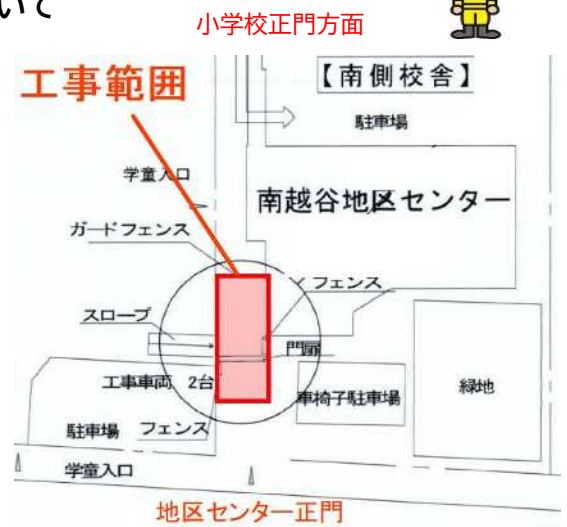 いて
小学校正門方面
工事範囲
【南側校舎】
駐車場
学童入口
南越谷地区センター
ガードフェンス
フェンス
スロープ
門扉
工事車両 2台
車椅子駐車場
緑地
駐車場
フェンス
学童入口
地区センター正門